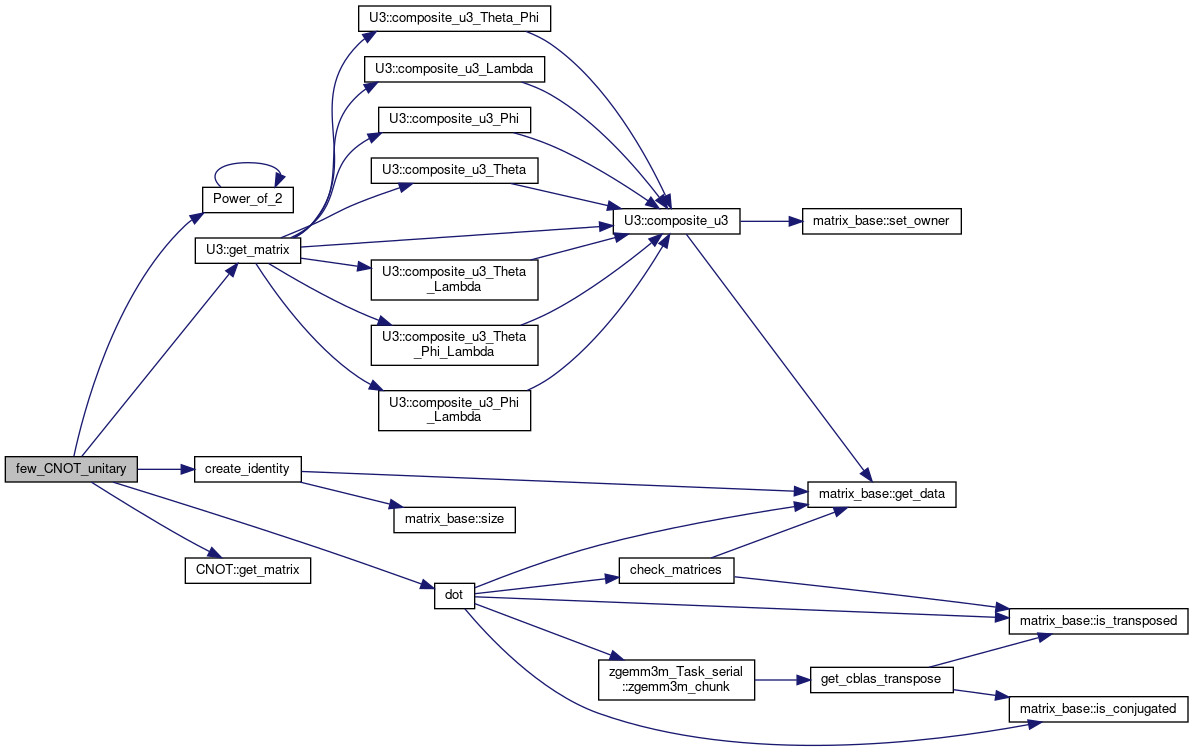 U3::composite_u3_Theta_Phi
U3::composite_u3_Lambda
U3::composite_u3_Phi
U3::composite_u3_Theta
Power_of_2
U3::composite_u3
matrix_base::set_owner
U3::get_matrix
U3::composite_u3_Theta
_Lambda
U3::composite_u3_Theta
_Phi_Lambda
U3::composite_u3_Phi
_Lambda
few_CNOT_unitary
create_identity
matrix_base::get_data
matrix_base::size
CNOT::get_matrix
check_matrices
dot
matrix_base::is_transposed
zgemm3m_Task_serial
::zgemm3m_chunk
get_cblas_transpose
matrix_base::is_conjugated